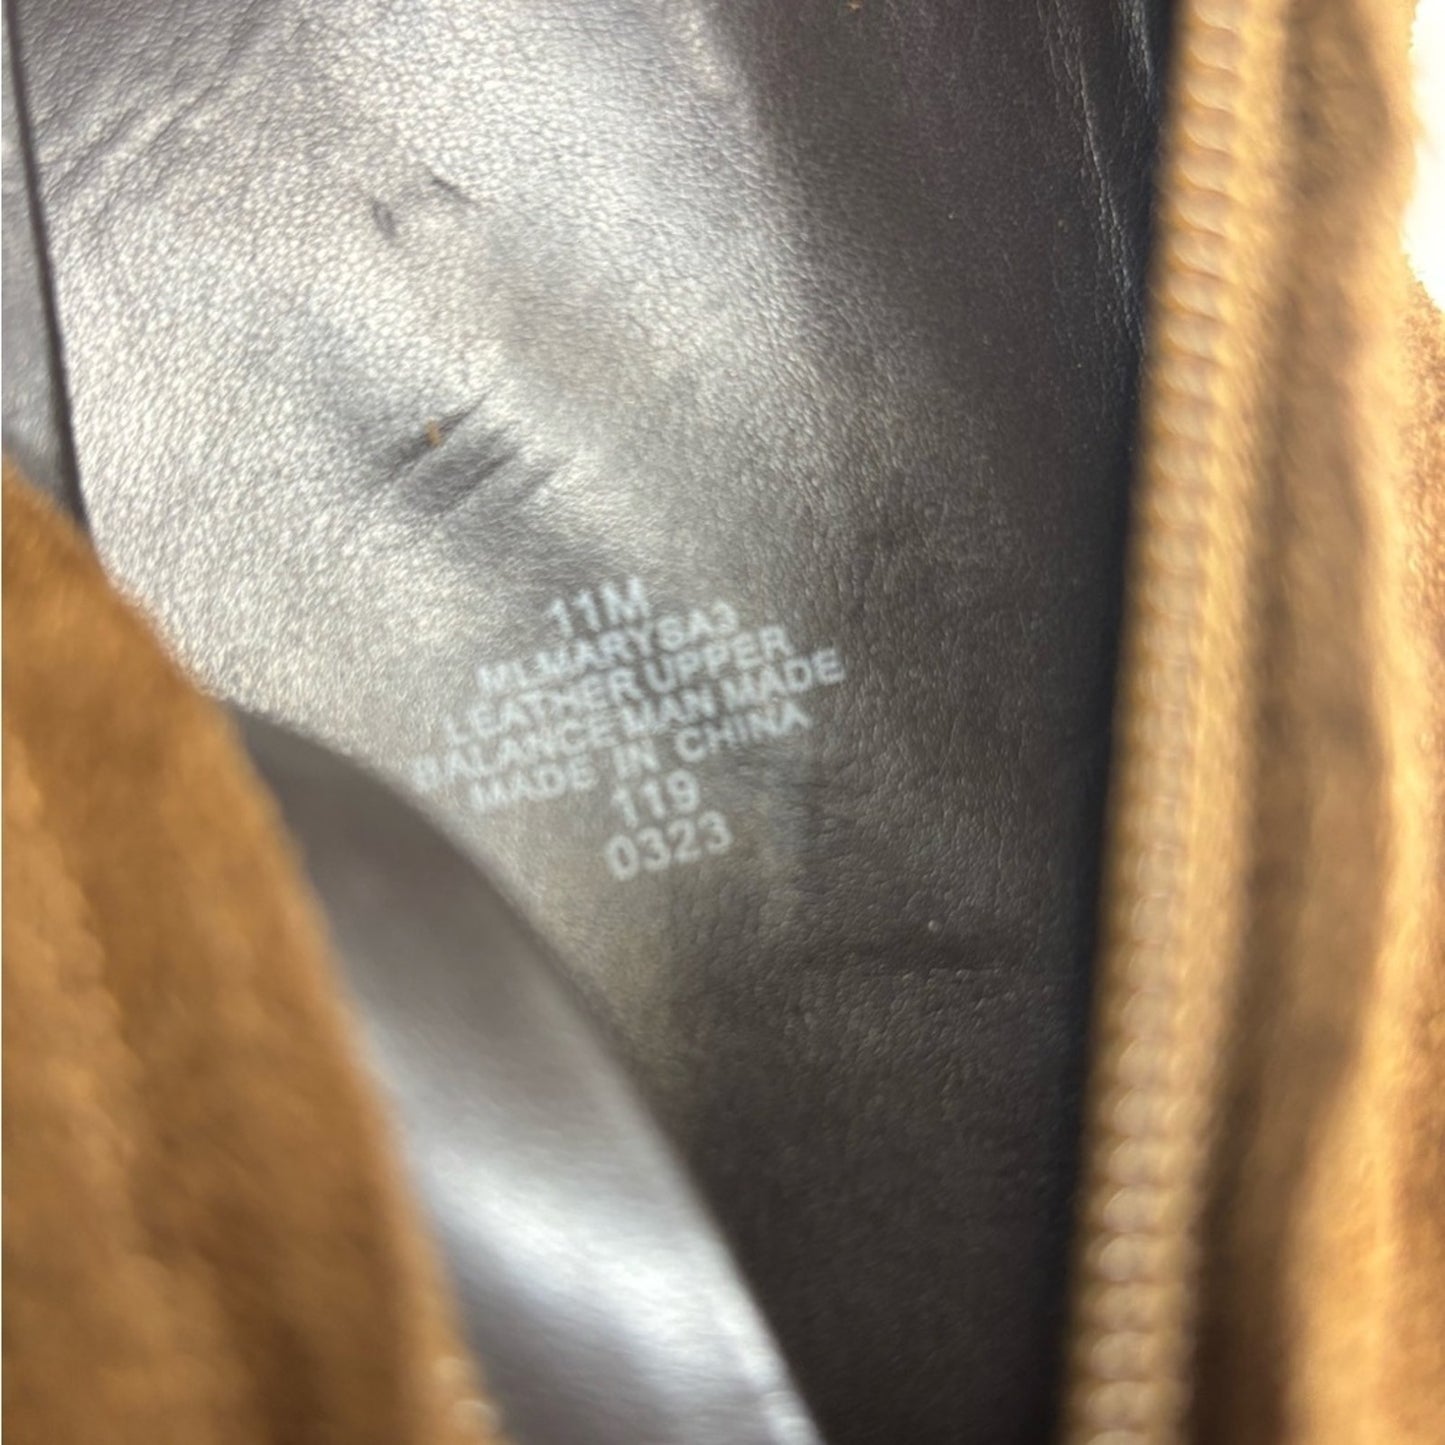 11M
MLMARYSA3
LEATHER UPPER
BALANCE MAN MADE
MADE IN CHINA
119
0323